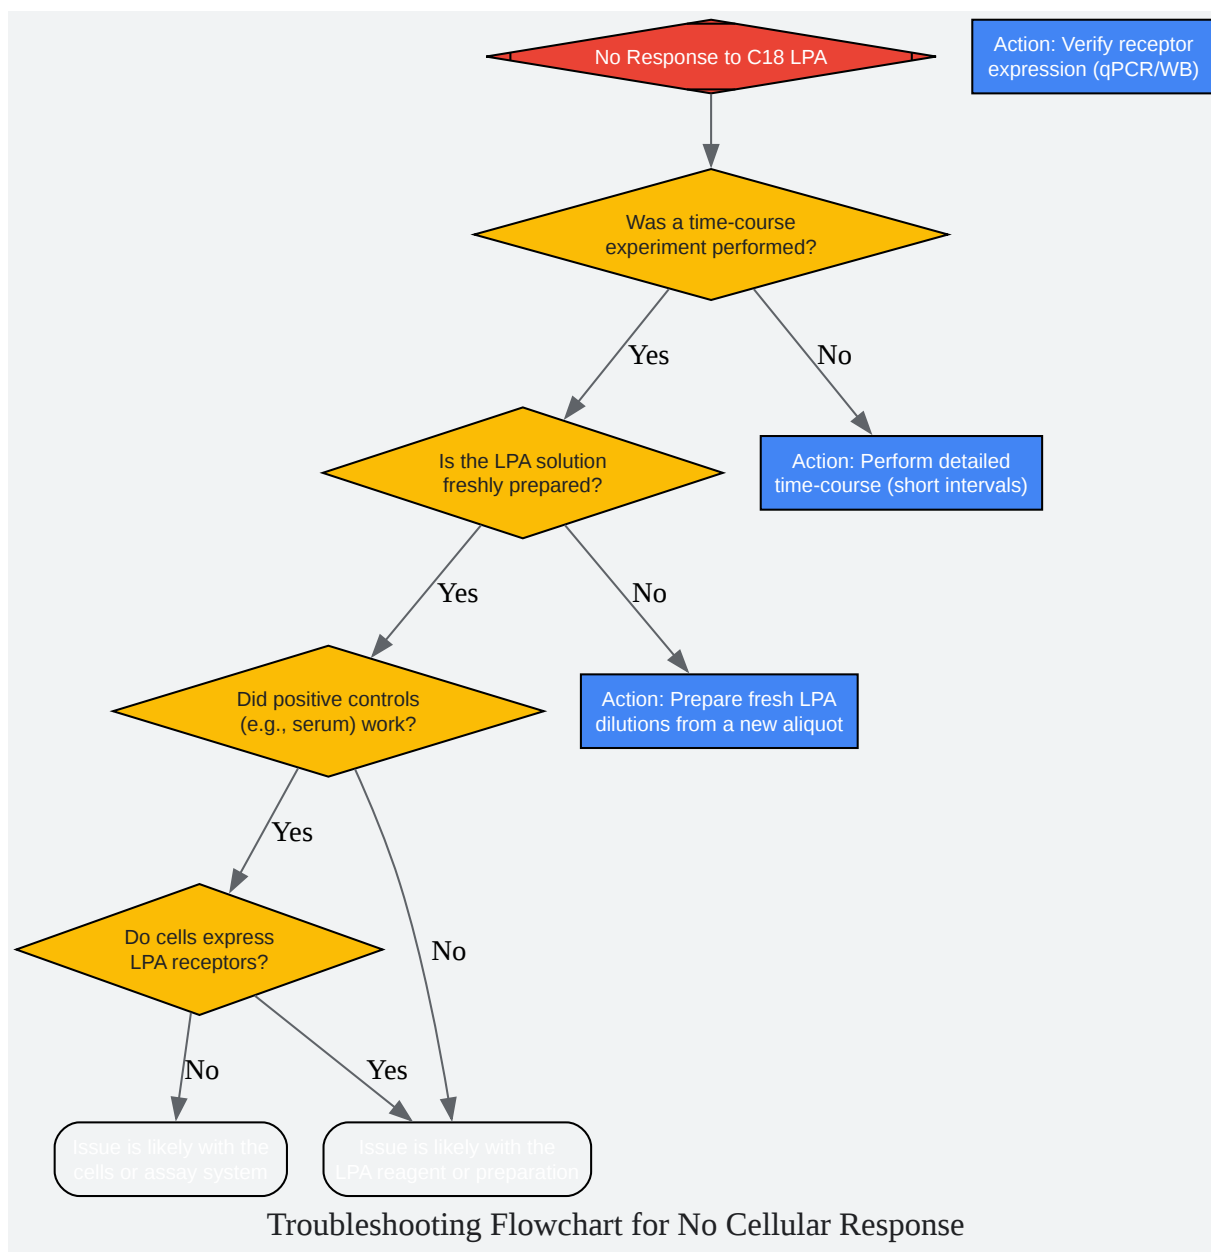 No Response to C18 LPA
Action: Verify receptor
expression (qPCR/WB)
Was a time-course
experiment performed?
Yes
No
Is the LPA solution
freshly prepared?
Action: Perform detailed
time-course (short intervals)
Yes
No
Did positive controls
(e.g., serum) work?
Action: Prepare fresh LPA
dilutions from a new aliquot
Yes
No
Do cells express
LPA receptors?
No
Yes
Issue is likely with the
cells or assay system
Issue is likely with the
LPA reagent or preparation
Troubleshooting Flowchart for No Cellular Response